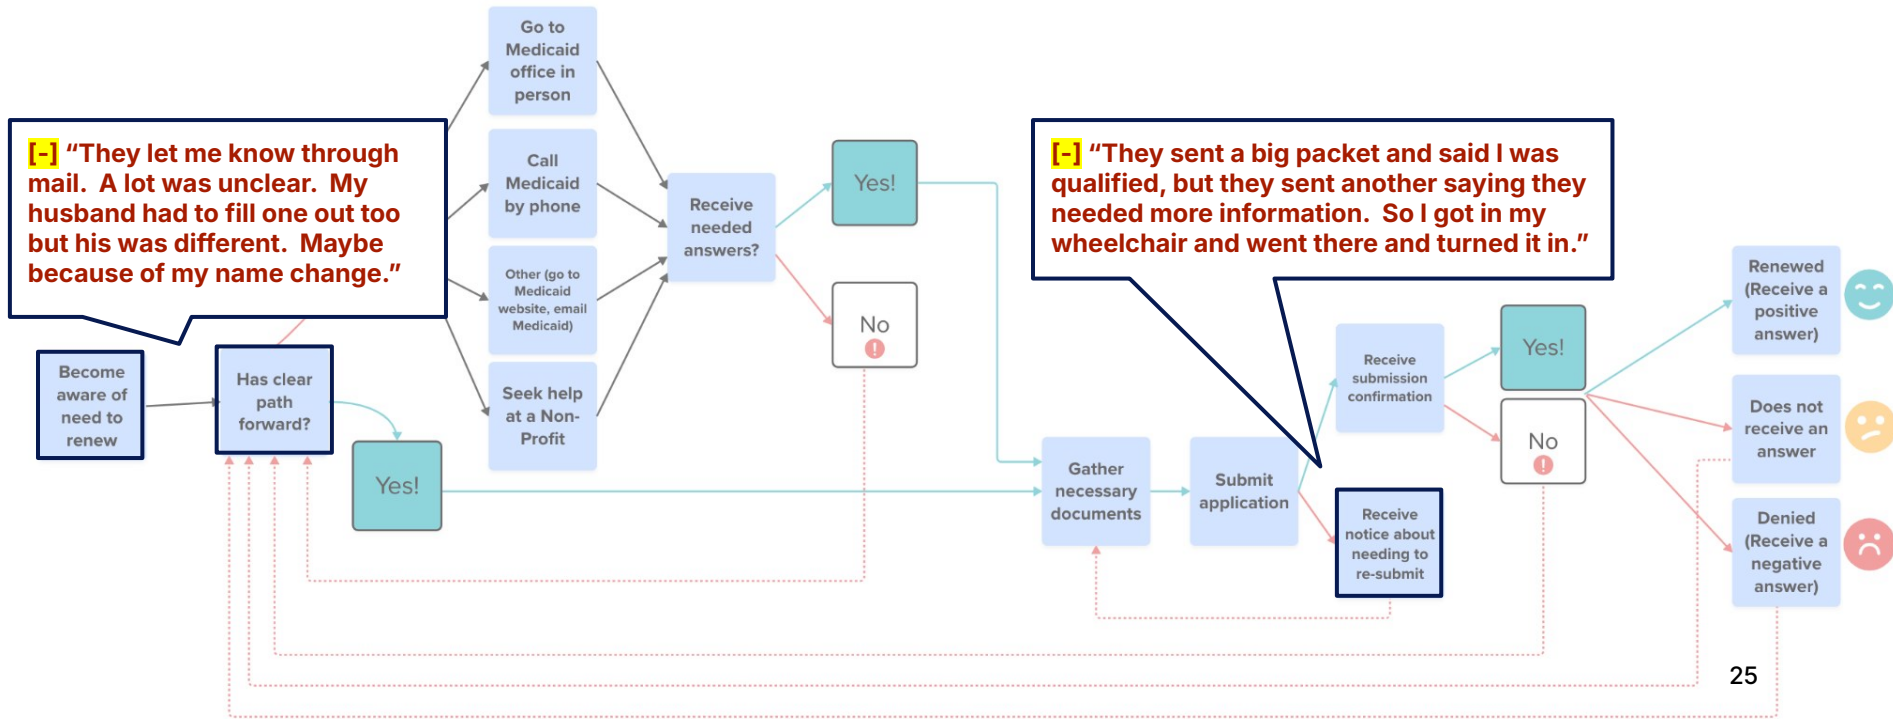 Go to
Medicaid
office in
person
[-] “They let me know through
mail.  A lot was unclear.  My
husband had to fill one out too
but his was different.  Maybe
because of my name change.”
Call
Medicaid
by phone
Other (go to
Medicaid
website, email
Medicaid)
Seek help
at a Non-
Profit
Receive
needed
answers?
Yes!
No
!
[-] “They sent a big packet and said I was
qualified, but they sent another saying they
needed more information.  So I got in my
wheelchair and went there and turned it in.”
Become
aware of
need to
renew
Has clear
path
forward?
Yes!
Gather
necessary
documents
Submit
application
Receive
submission
confirmation
Receive
notice about
needing to
re-submit
Yes!
No
!
Renewed
(Receive a
positive
answer)
Does not
receive an
answer
Denied
(Receive a
negative
answer)
25